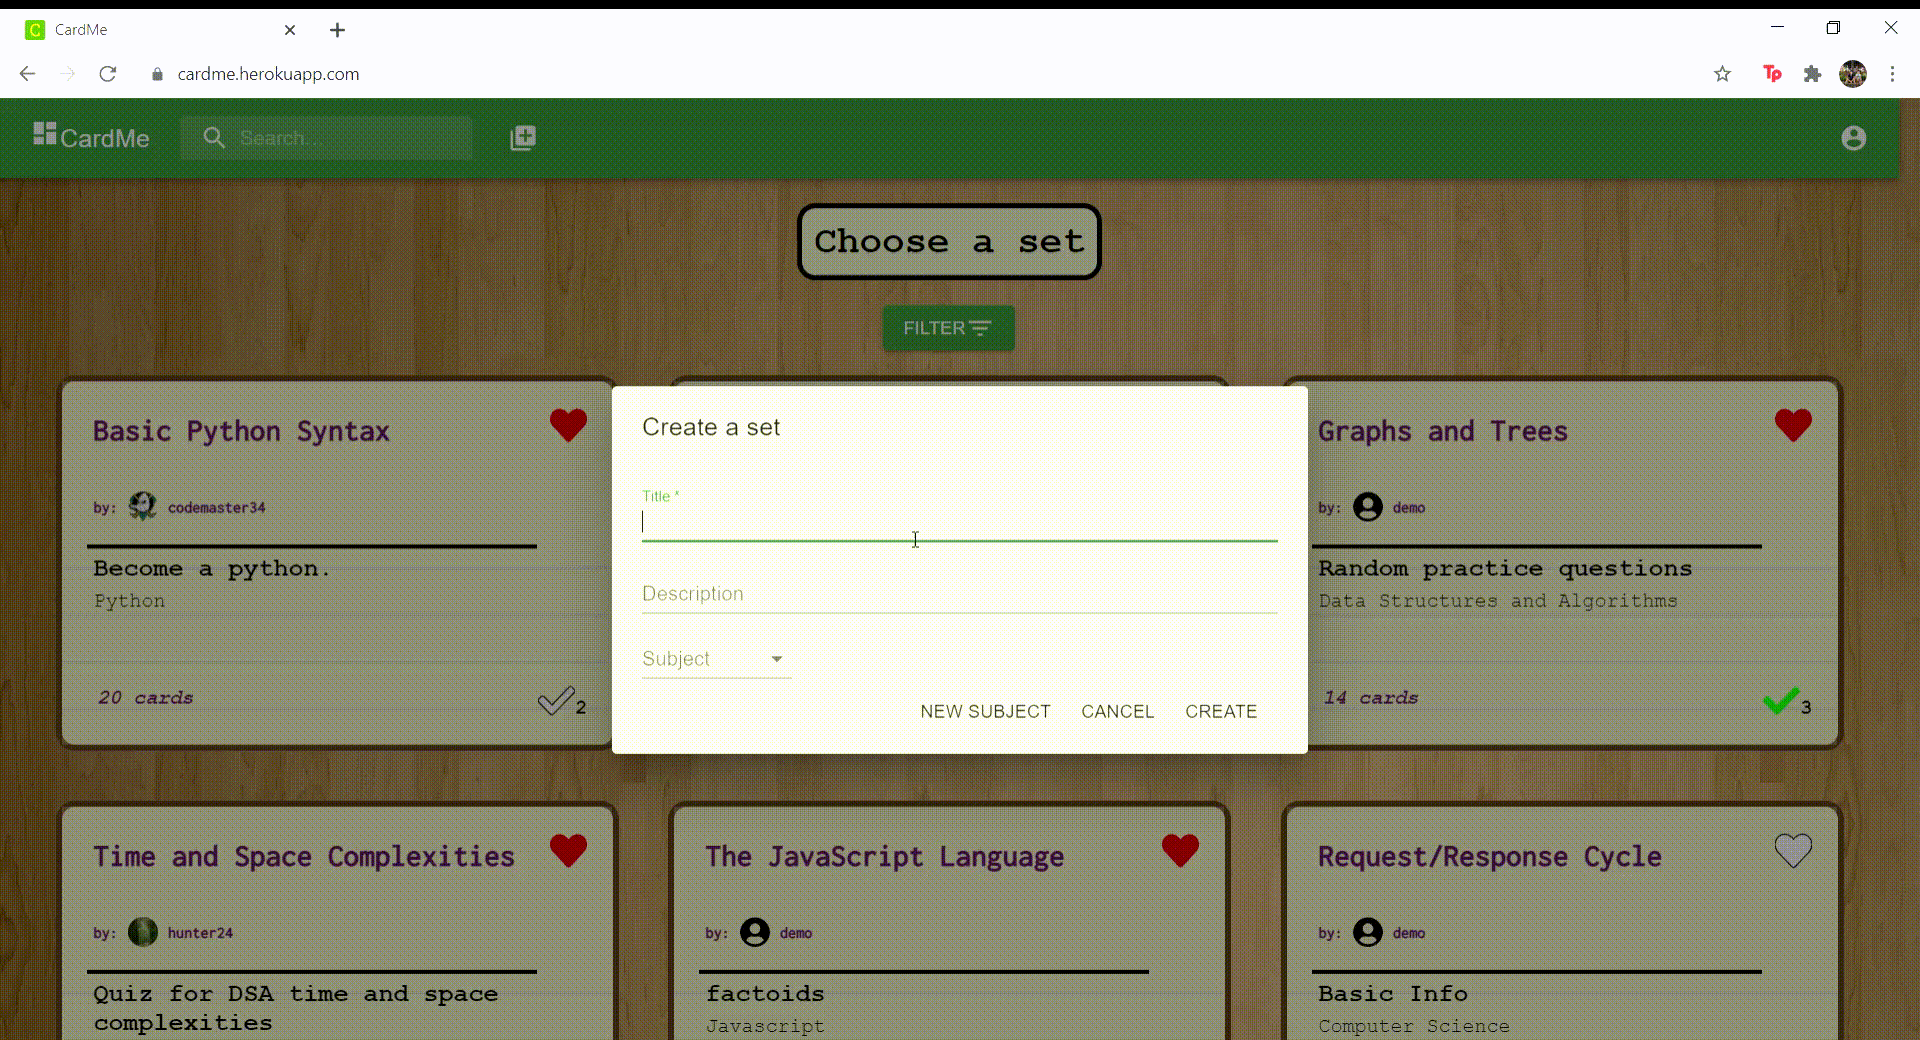 CardMe
cardme.herokuapp.com
Tp
CardMe
Search...
Choose a set
FILTER
Basic Python Syntax
by: codemaster34
Become a python.
Python
20 cards
2
Create a set
Title *
Description
Subject
NEW SUBJECT CANCEL CREATE
Graphs and Trees
by: demo
Random practice questions
Data Structures and Algorithms
14 cards
3
Time and Space Complexities
by: hunter24
Quiz for DSA time and space
complexities
The JavaScript Language
by: demo
factoids
Javascript
Request/Response Cycle
by: demo
Basic Info
Computer Science